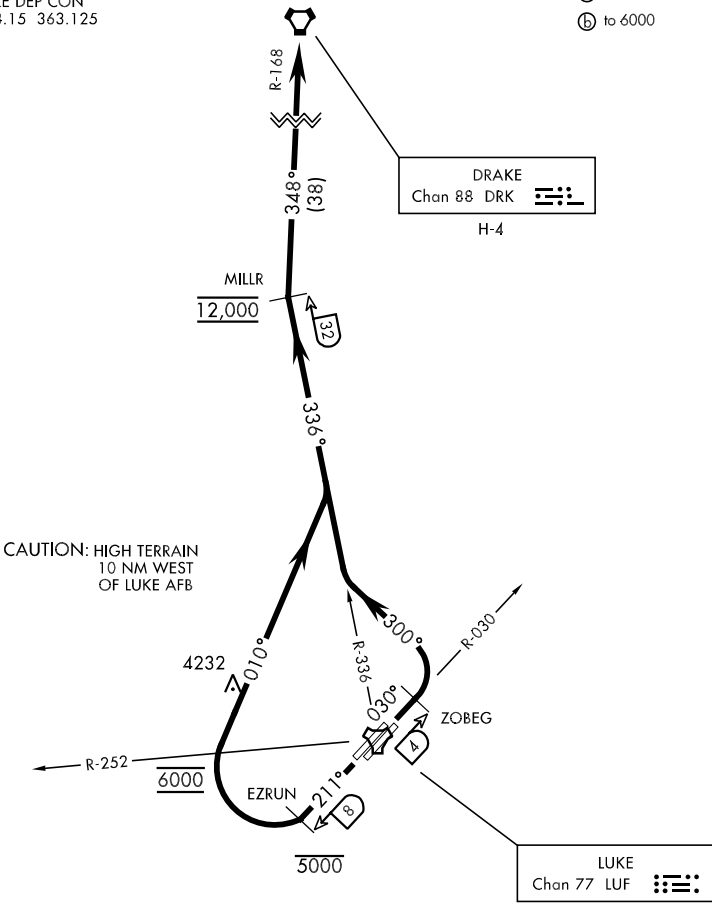 DEP CON
4.15 363.125
ⓑ to 6000
R-168
DRAKE
Chan 88 DRK
H-4
348°
(38)
MILLR
12,000
32
336°
CAUTION: HIGH TERRAIN
10 NM WEST
OF LUKE AFB
300°
R-030
R-336
010°
4232
030°
ZOBEG
4
R-252
6000
EZRUN
211°
8
5000
LUKE
Chan 77 LUF